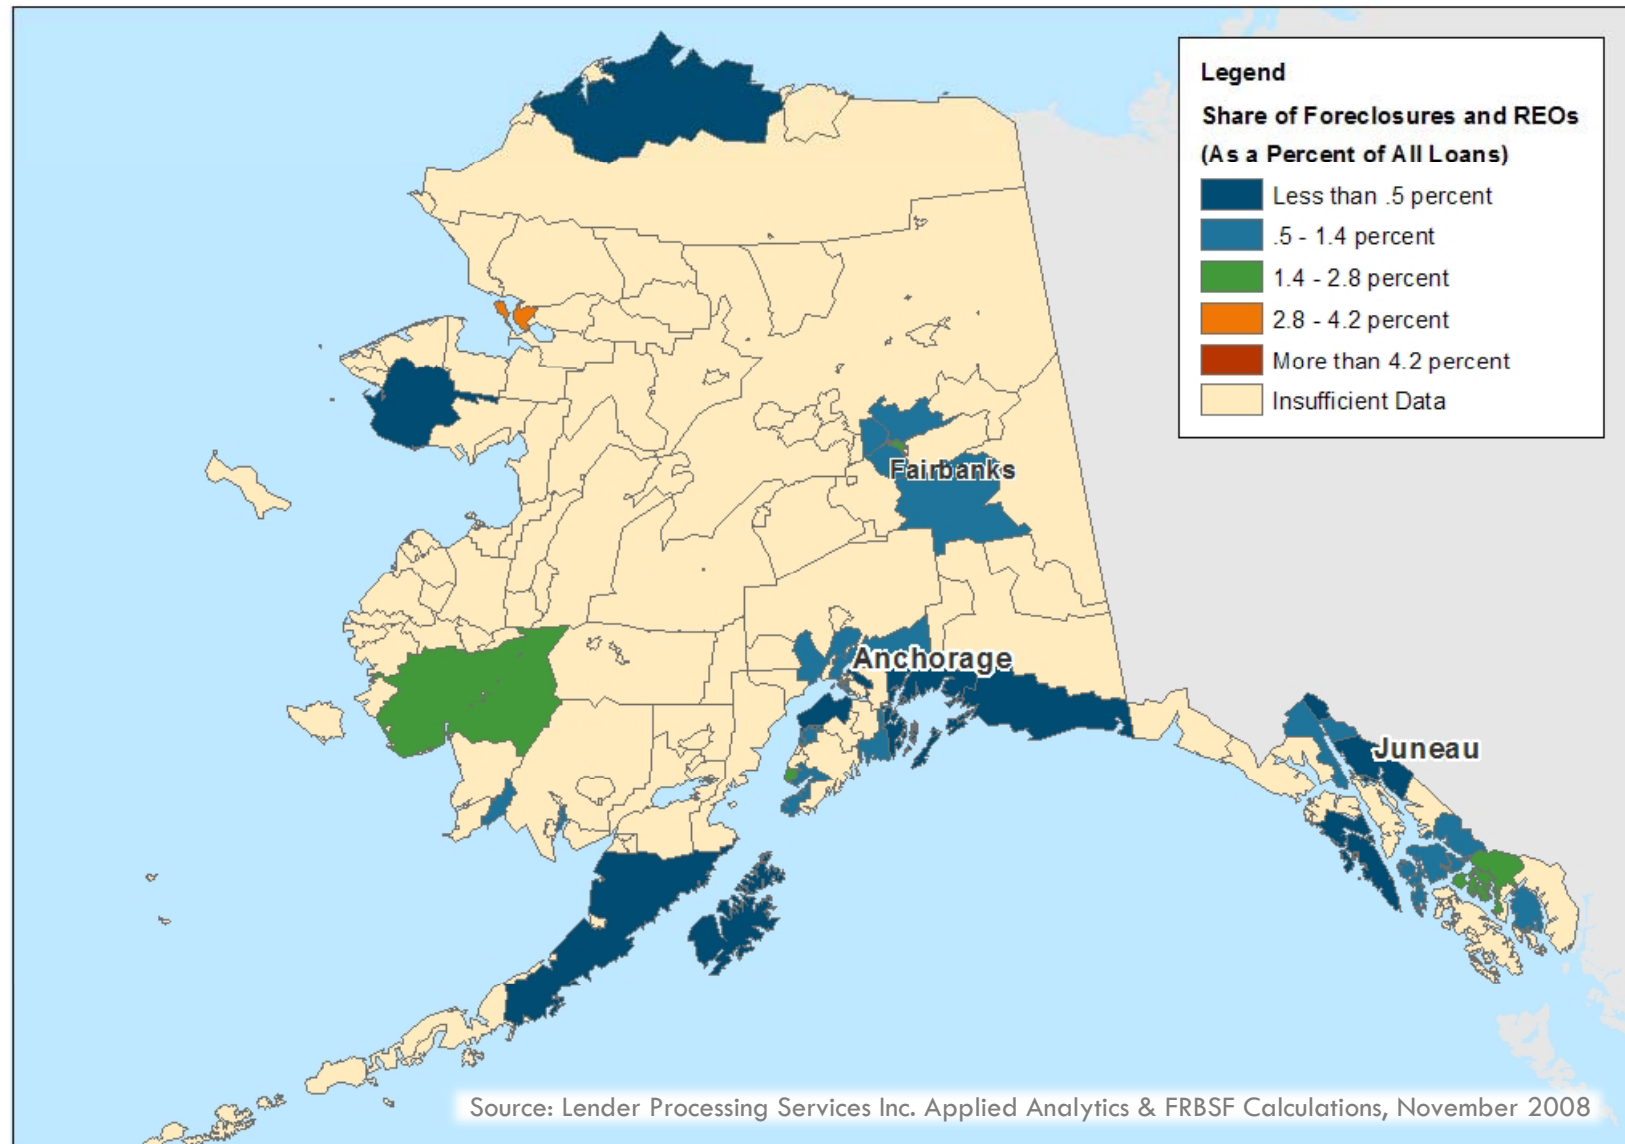 Legend
Share of Foreclosures and REOs
(As a Percent of All Loans)
Less than .5 percent
.5 - 1.4 percent
1.4 - 2.8 percent
2.8 - 4.2 percent
More than 4.2 percent
Insufficient Data
Fairbanks
Anchorage
Juneau
Source: Lender Processing Services Inc. Applied Analytics & FRBSF Calculations, November 2008